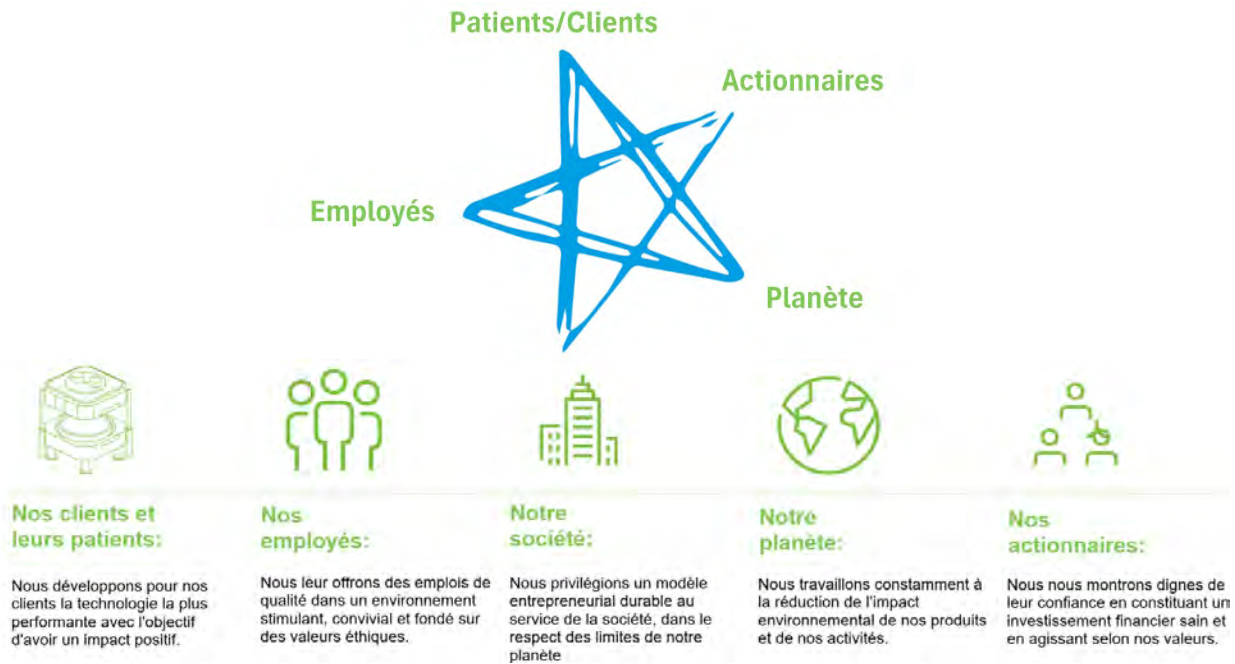 Patients/Clients
Actionnaires
Employés
Planète
Nos clients et
leurs patients:
Nous développons pour nos
clients la technologie la plus
performante avec l'objectif
d'avoir un impact positif.
Nos
employés:
Nous leur offrons des emplois de
qualité dans un environnement
stimulant, convivial et fondé sur
des valeurs éthiques.
Notre
société:
Nous privilégions un modèle
entrepreneurial durable au
service de la société, dans le
respect des limites de notre
planète
Notre
planète:
Nous travaillons constamment à
la réduction de l'impact
environnemental de nos produits
et de nos activités.
Nos
actionnaires:
Nous nous montrons dignes de
leur confiance en constituant un
investissement financier sain et
en agissant selon nos valeurs.